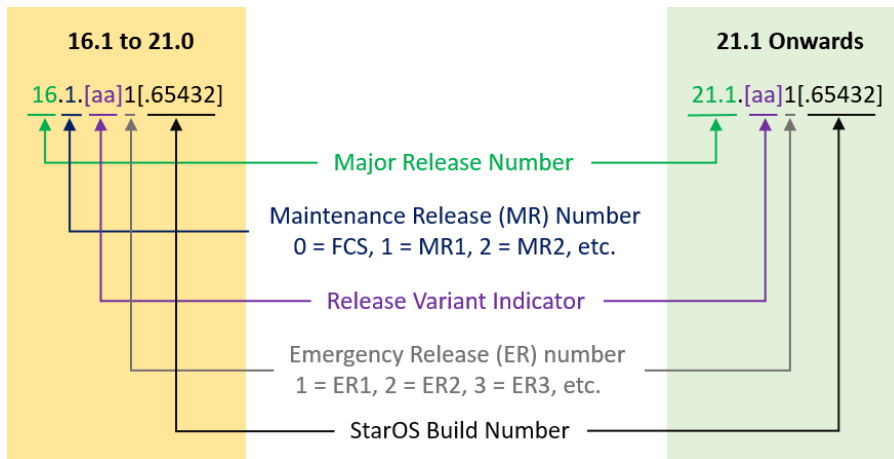 16.1 to 21.0
21.1 Onwards
16.1.[aa]1[.65432]
21.1.[aa]1[.65432]
Major Release Number
Maintenance Release (MR) Number
0 = FCS, 1 = MR1, 2 = MR2, etc.
Release Variant Indicator
Emergency Release (ER) number
1 = ER1, 2 = ER2, 3 = ER3, etc.
StarOS Build Number